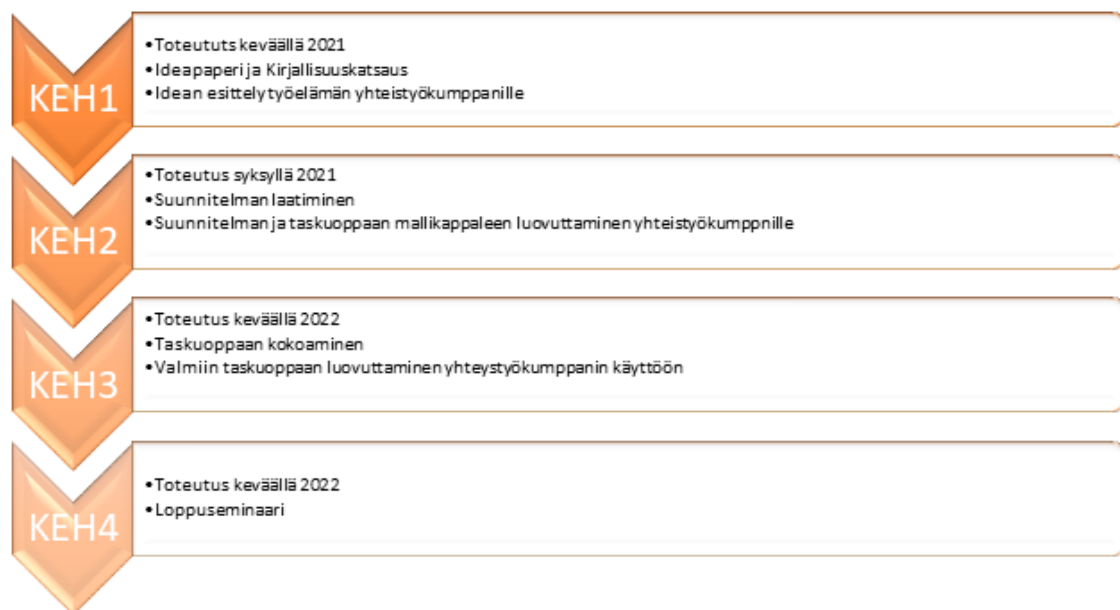 KEH1
•Toteututs keväällä 2021
•Ideapaperi ja Kirjallisuuskatsaus
•Idean esittely työelämän yhteistyökumppanille
KEH2
•Toteutus syksyllä 2021
•Suunnitelman laatiminen
•Suunnitelman ja taskuoppaan mallikappaleen luovuttaminen yhteistyökumppnille
KEH3
•Toteutus keväällä 2022
•Taskuoppaan kokoaminen
•Valmiin taskuoppaan luovuttaminen yhteystyökumppanin käyttöön
KEH4
•Toteutus keväällä 2022
•Loppuseminaari